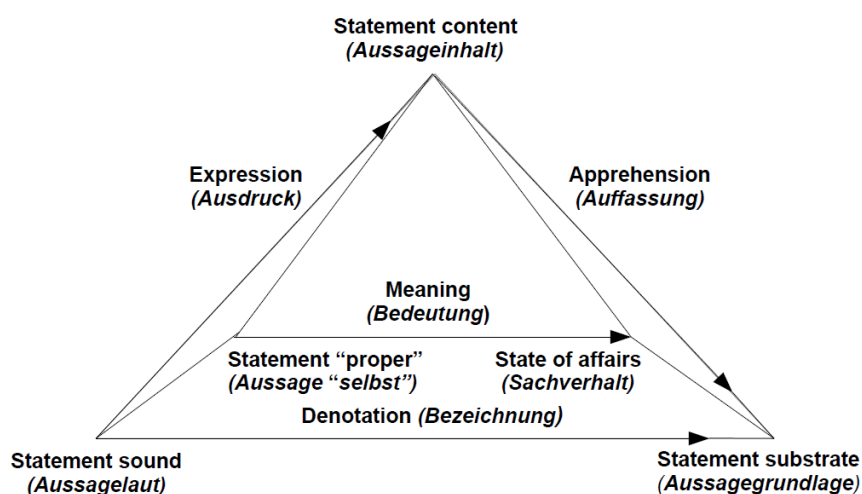 Statement content
(Aussageinhalt)
Expression
(Ausdruck)
Apprehension
(Auffassung)
Meaning
(Bedeutung)
Statement “proper”
(Aussage “selbst”)
State of affairs
(Sachverhalt)
Denotation (Bezeichnung)
Statement sound
(Aussagelaut)
Statement substrate
(Aussagegrundlage)